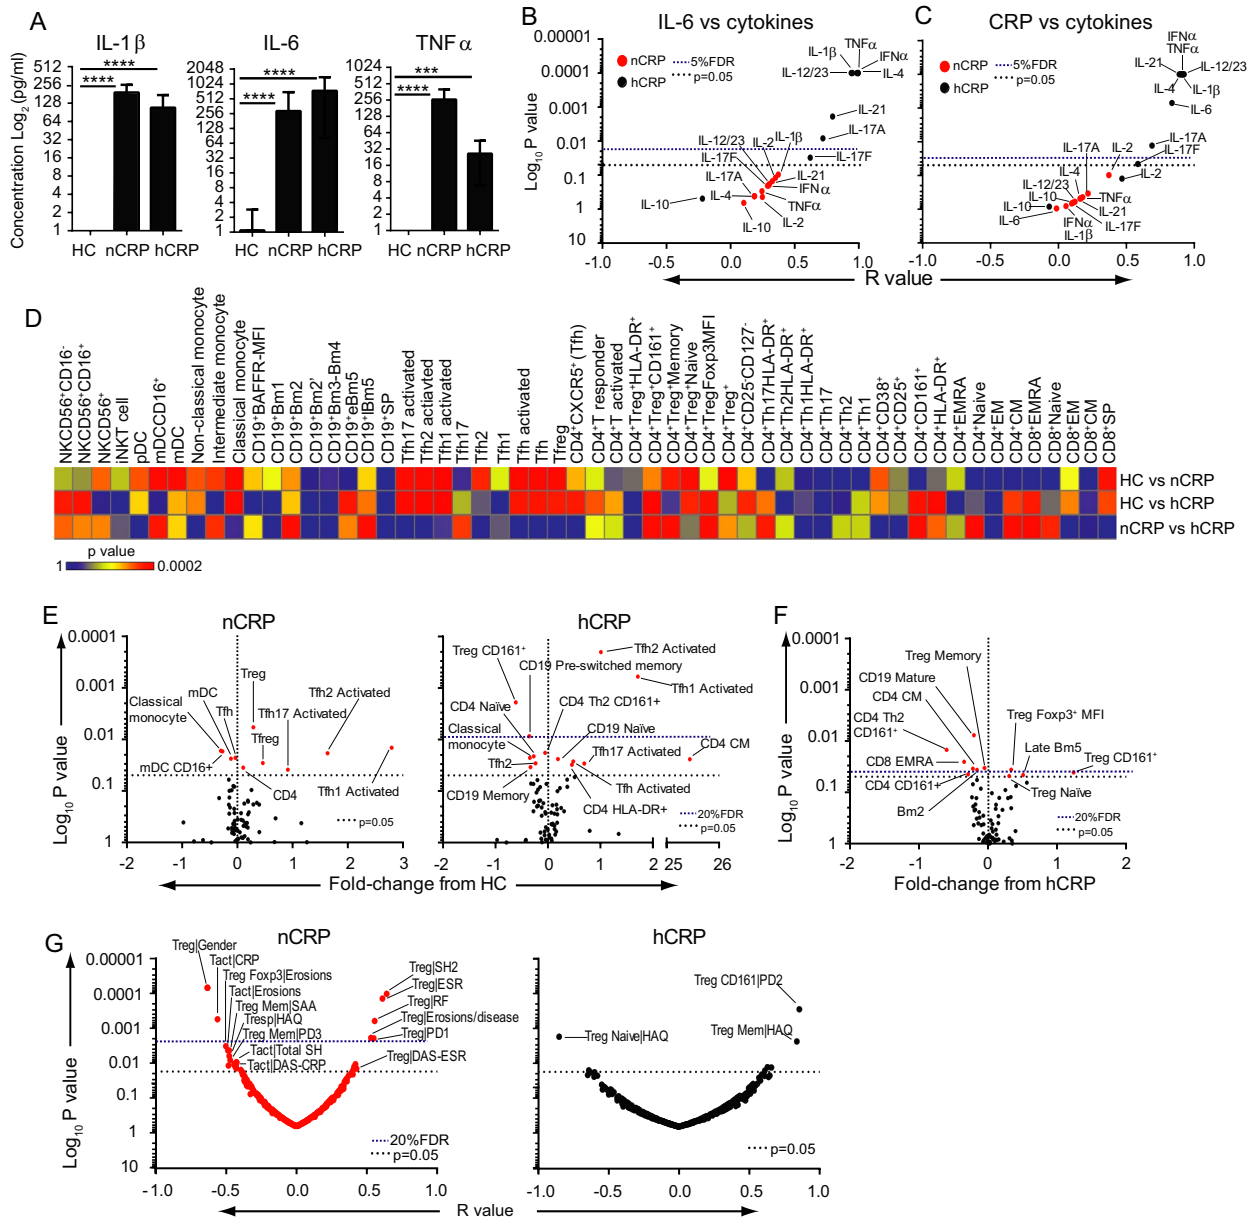 A
IL-1β
IL-6
TNFα
Concentration Log2 (pg/ml)
512
256
128
64
32
16
8
4
2
1
****
****
HC nCRP hCRP
2048
1024
512
256
128
64
32
16
8
4
2
1
****
****
HC nCRP hCRP
1024
512
256
128
64
32
16
8
4
2
1
***
****
HC nCRP hCRP
B
IL-6 vs cytokines
Log10 P value
0.00001
0.0001
0.001
0.01
0.1
1
10
nCRP
hCRP
5%FDR
p=0.05
TNFα
IL-1β
IFNα
IL-12/23
IL-4
IL-21
IL-17A
IL-17F
IL-12/23
IL-2
IL-1β
IL-17F
IL-17A
IL-21
IFNα
IL-4
TNFα
IL-10
IL-10
IL-2
-1.0
-0.5
0.0
0.5
1.0
C
CRP vs cytokines
nCRP
hCRP
5%FDR
p=0.05
IFNα
TNFα
IL-21
IL-12/23
IL-4
IL-1β
IL-6
IL-17A
IL-17A
IL-2
IL-17F
IL-4
IL-2
IL-12/23
IL-10
TNFα
IL-10
IL-21
IL-6
IFNα
IL-17F
IL-1β
-1.0
-0.5
0.0
0.5
1.0
R value
D
NKCD56+CD16-
NKCD56+CD16+
NKCD56+
iNKT cell
pDC
mDCCD16+
mDC
Non-classical monocyte
Intermediate monocyte
Classical monocyte
CD19+BAFFR-MFI
CD19+Bm1
CD19+Bm2
CD19+Bm2'
CD19+Bm3-Bm4
CD19+eBm5
CD19+lBm5
CD19+SP
Tfh17 activated
Tfh2 activated
Tfh1 activated
Tfh17
Tfh2
Tfh1
Tfh activated
Tfh
Tfreg
CD4+CXCR5+ (Tfh)
CD4+T responder
CD4+T activated
CD4+Treg+HLA-DR+
CD4+Treg+CD161+
CD4+Treg+Memory
CD4+Treg+Naive
CD4+TregFoxp3MFI
CD4+Treg+
CD4+CD25-CD127-
CD4+Th17HLA-DR+
CD4+Th2HLA-DR+
CD4+Th1HLA-DR+
CD4+Th17
CD4+Th2
CD4+Th1
CD4+CD38+
CD4+CD25+
CD4+CD161+
CD4+HLA-DR+
CD4+EMRA
CD4+Naive
CD4+EM
CD4+CM
CD8+EMRA
CD8+Naive
CD8+EM
CD8+CM
CD8+SP
HC vs nCRP
HC vs hCRP
nCRP vs hCRP
p value
1
0.0002
E
nCRP
Log10 P value
0.0001
0.001
0.01
0.1
1
Treg
mDC
Classical
monocyte
Tfh
Tfh2 Activated
Tfh17 Activated
Tfreg
mDC CD16+
CD4
Tfh1 Activated
p=0.05
-2
-1
0
1
2
3
hCRP
Treg CD161+
Tfh2 Activated
CD19 Pre-switched memory
Tfh1 Activated
CD4 Naïve
CD4 Th2 CD161+
Classical
monocyte
CD19 Naïve
CD4 CM
Tfh2
Tfh17 Activated
CD19 Memory
Tfh Activated
CD4 HLA-DR+
20%FDR
p=0.05
-2
-1
0
1
2
25
26
Fold-change from HC
F
Log10 P value
0.0001
0.001
0.01
0.1
1
Treg Memory
CD19 Mature
CD4 CM
CD4 Th2
CD161+
Treg Foxp3+ MFI
Late Bm5
Treg CD161+
CD8 EMRA
CD4 CD161+
Treg Naïve
Bm2
20%FDR
p=0.05
-2
-1
0
1
2
Fold-change from hCRP
G
nCRP
Log10 P value
0.00001
0.0001
0.001
0.01
0.1
1
10
Treg|Gender
Tact|CRP
Treg Foxp3|Erosions
Tact|Erosions
Treg Mem|SAA
Tresp|HAQ
Treg Mem|PD3
Tact|Total SH
Tact|DAS-CRP
Treg|SH2
Treg|ESR
Treg|RF
Treg|Erosions/disease
Treg|PD1
Treg|DAS-ESR
20%FDR
p=0.05
-1.0
-0.5
0.0
0.5
1.0
hCRP
Treg CD161|PD2
Treg Naive|HAQ
Treg Mem|HAQ
p=0.05
-1.0
-0.5
0.0
0.5
1.0
R value